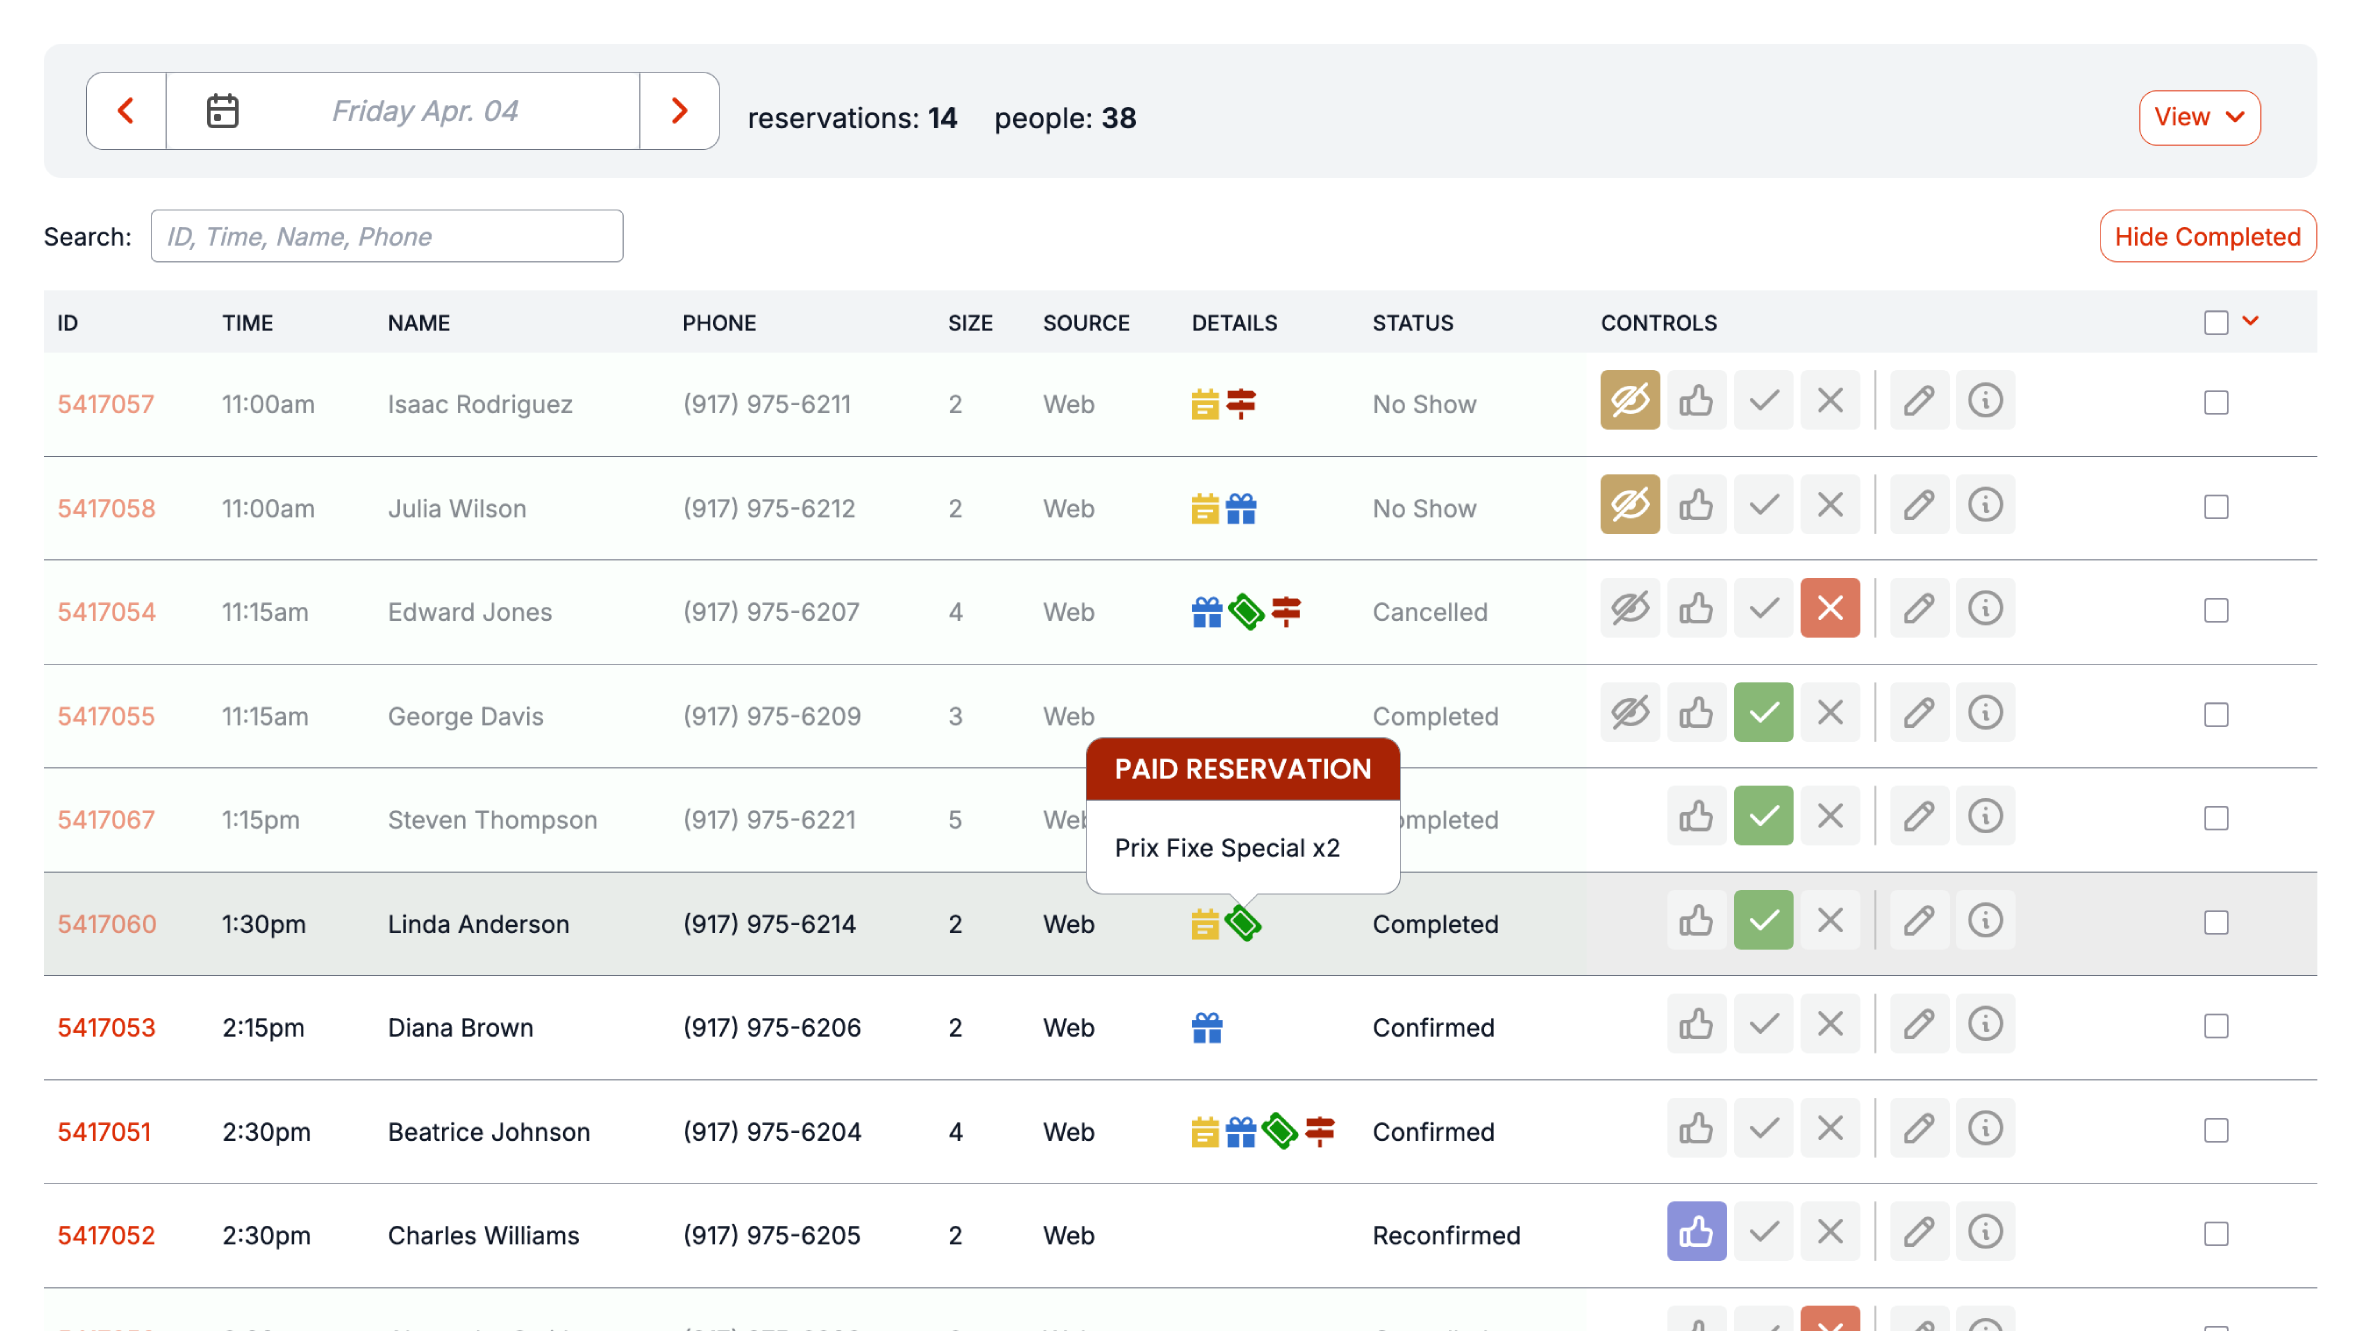 Friday Apr. 04
reservations: 14 people: 38
View
Search: ID, Time, Name, Phone
Hide Completed
ID TIME NAME PHONE SIZE SOURCE DETAILS STATUS CONTROLS
5417057 11:00am Isaac Rodriguez (917) 975-6211 2 Web No Show
5417058 11:00am Julia Wilson (917) 975-6212 2 Web No Show
5417054 11:15am Edward Jones (917) 975-6207 4 Web Cancelled
5417055 11:15am George Davis (917) 975-6209 3 Web Completed
PAID RESERVATION
Prix Fixe Special x2
5417067 1:15pm Steven Thompson (917) 975-6221 5
5417060 1:30pm Linda Anderson (917) 975-6214 2 Web Completed
5417053 2:15pm Diana Brown (917) 975-6206 2 Web Confirmed
5417051 2:30pm Beatrice Johnson (917) 975-6204 4 Web Confirmed
5417052 2:30pm Charles Williams (917) 975-6205 2 Web Reconfirmed